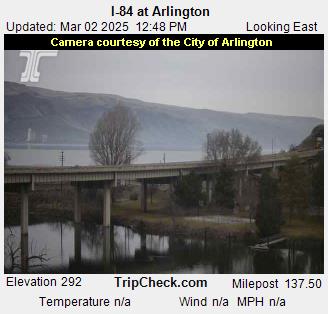 I-84 at Arlington
Updated: Mar 02 2025 12:48 PM Looking East
Camera courtesy of the City of Arlington
Elevation 292 TripCheck.com Milepost 137.50
Temperature n/a Wind n/a MPH n/a